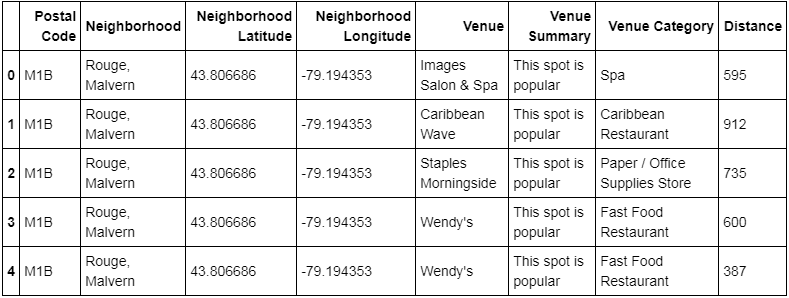 Postal Code Neighborhood Neighborhood Latitude Neighborhood Longitude Venue Venue Summary Venue Category Distance
0 M1B Rouge, Malvern 43.806686 -79.194353 Images Salon & Spa This spot is popular Spa 595
1 M1B Rouge, Malvern 43.806686 -79.194353 Caribbean Wave This spot is popular Caribbean Restaurant 912
2 M1B Rouge, Malvern 43.806686 -79.194353 Staples Morningside This spot is popular Paper / Office Supplies Store 735
3 M1B Rouge, Malvern 43.806686 -79.194353 Wendy's This spot is popular Fast Food Restaurant 600
4 M1B Rouge, Malvern 43.806686 -79.194353 Wendy's This spot is popular Fast Food Restaurant 387